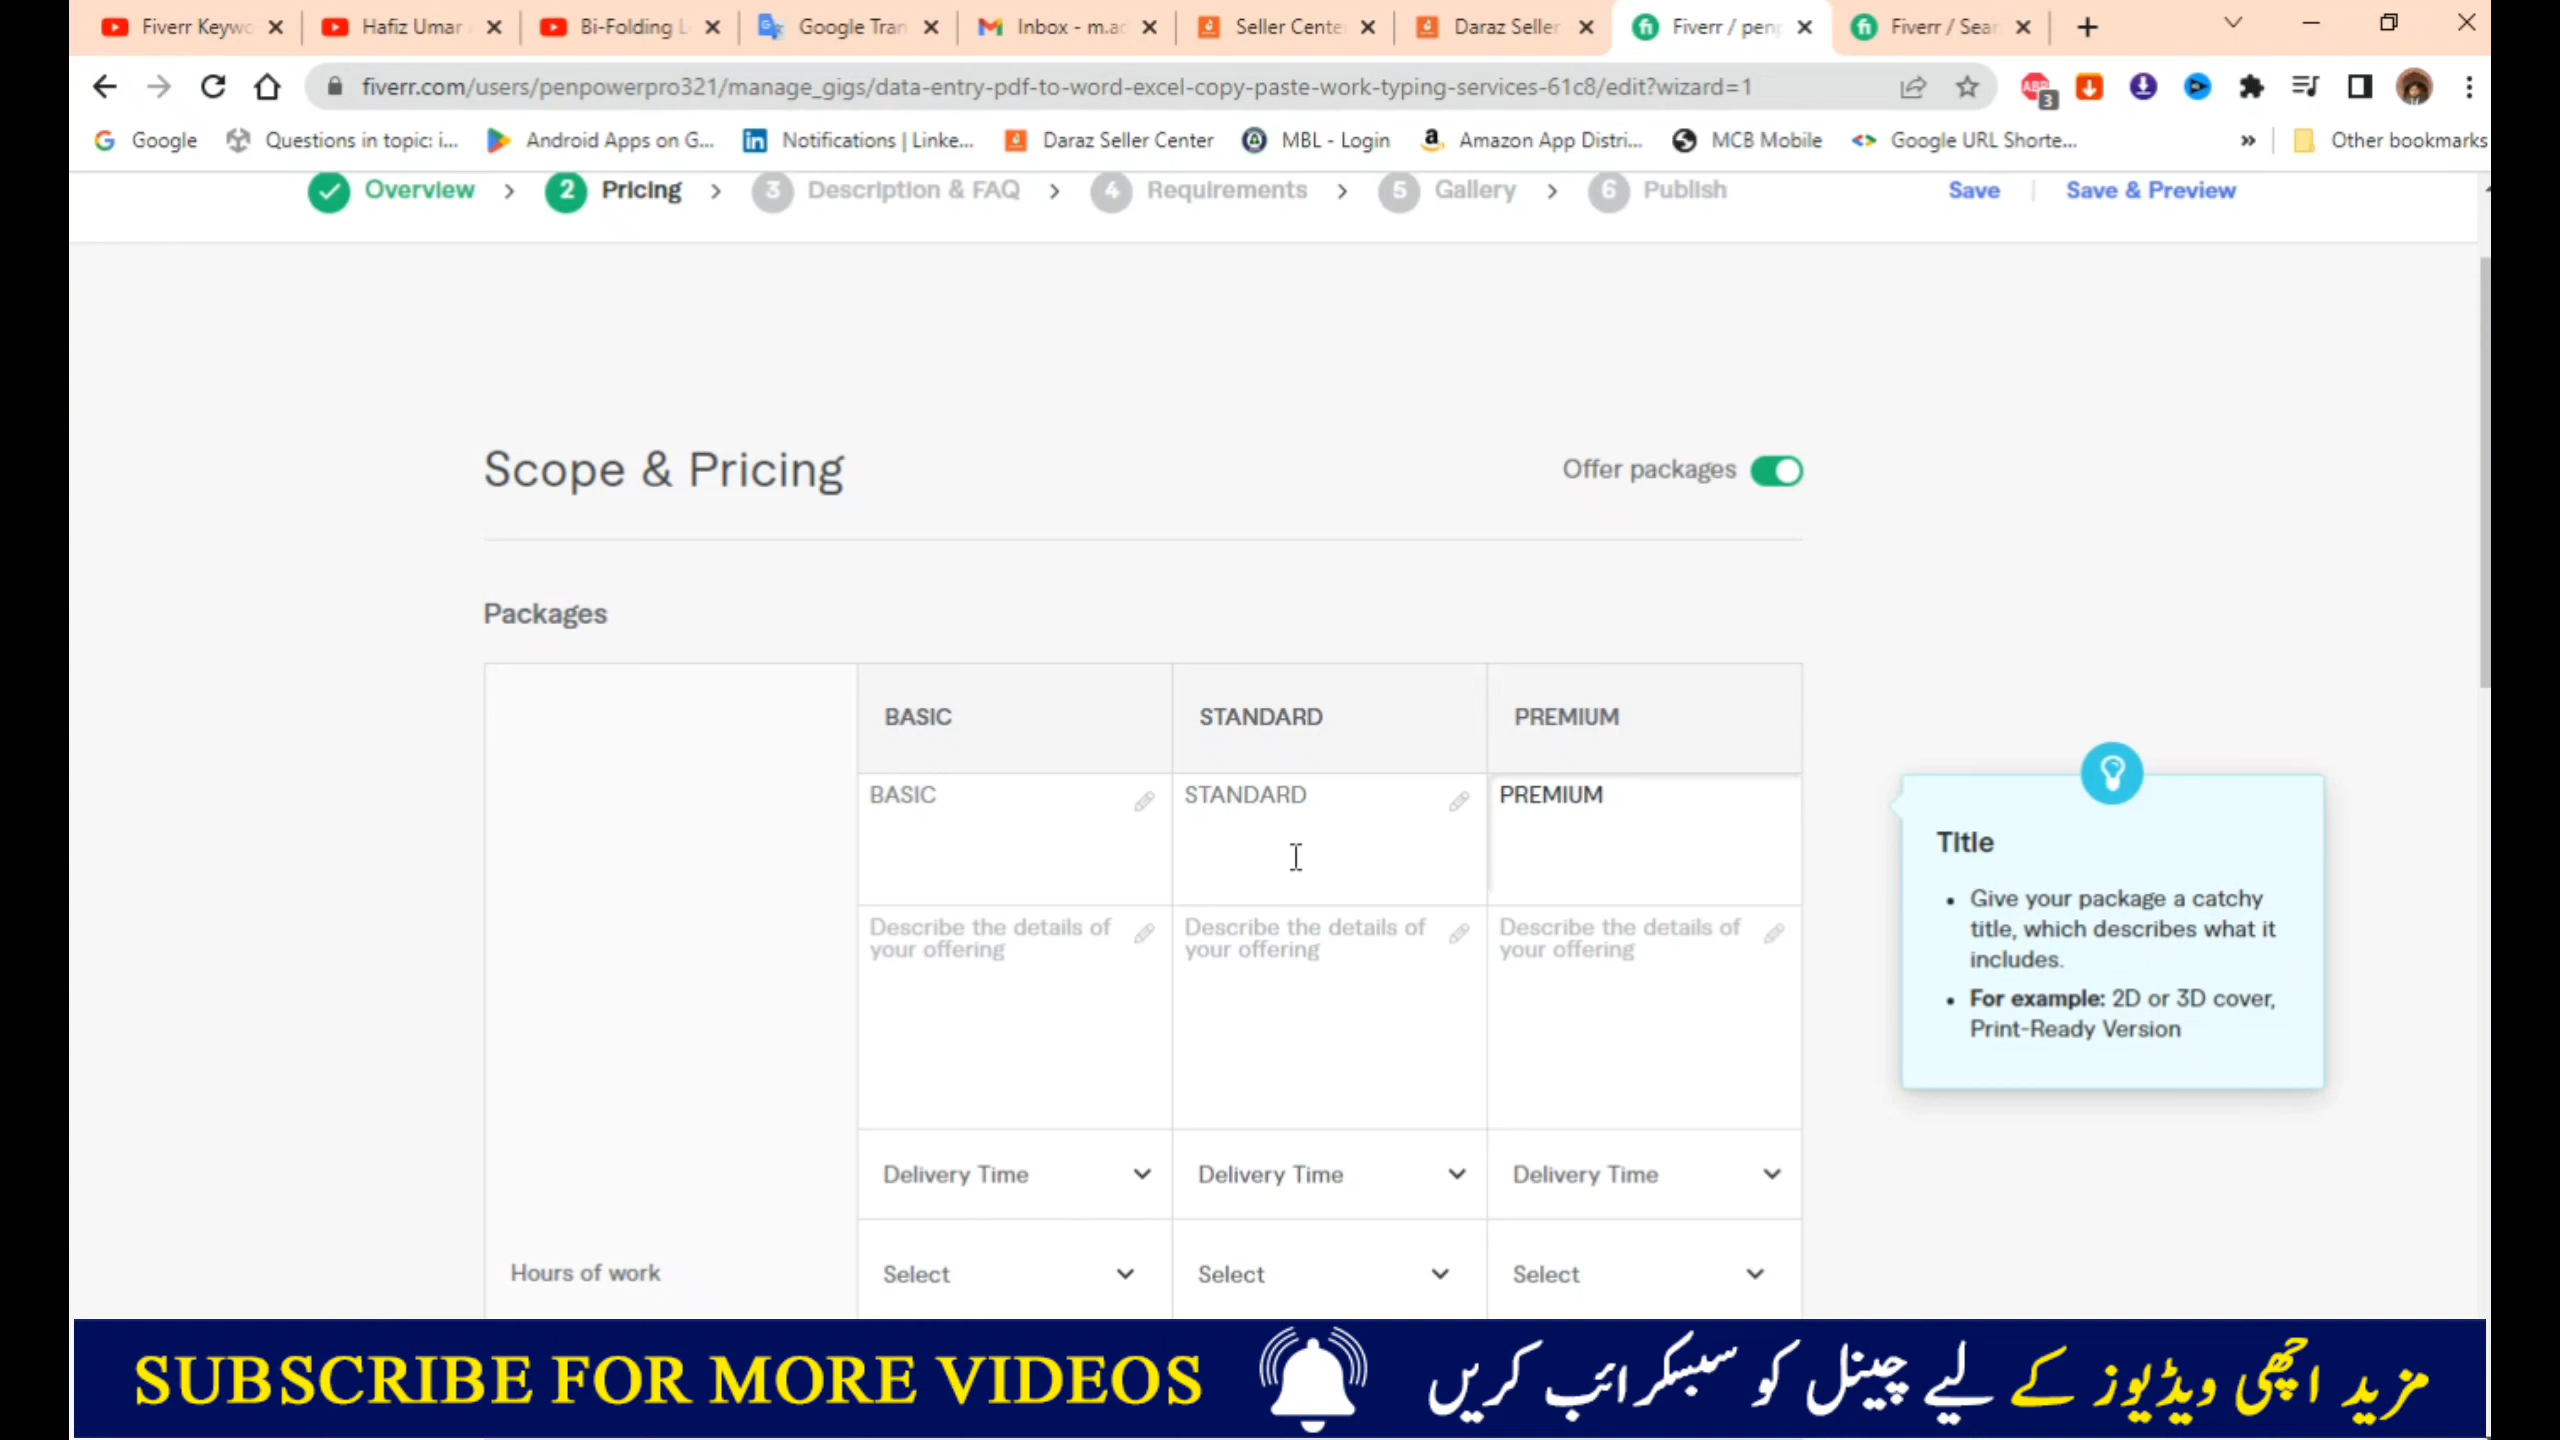 Fiverr Keywo
Hafiz Umar
Bi-Folding L
Google Tran
Inbox - m.ac
Seller Cente
Daraz Seller
Fiverr / penp
Fiverr / Sear
fiverr.com/users/penpowerpro321/manage_gigs/data-entry-pdf-to-word-excel-copy-paste-work-typing-services-61c8/edit?wizard=1
ABP
3
Google
Questions in topic: i...
Android Apps on G...
Notifications | Linke...
Daraz Seller Center
MBL - Login
Amazon App Distri...
MCB Mobile
Google URL Shorte...
»
Other bookmarks
Overview > 2 Pricing > 3 Description & FAQ > 4 Requirements > 5 Gallery > 6 Publish
Save | Save & Preview
Scope & Pricing
Offer packages
Packages
BASIC STANDARD PREMIUM
BASIC STANDARD PREMIUM
Describe the details of your offering
Describe the details of your offering
Describe the details of your offering
Delivery Time Delivery Time Delivery Time
Hours of work Select Select Select
Title
• Give your package a catchy
title, which describes what it
includes.
• For example: 2D or 3D cover,
Print-Ready Version
SUBSCRIBE FOR MORE VIDEOS
مزید اچھی ویڈیوز کے لیے چینل کو سبسکرائب کریں